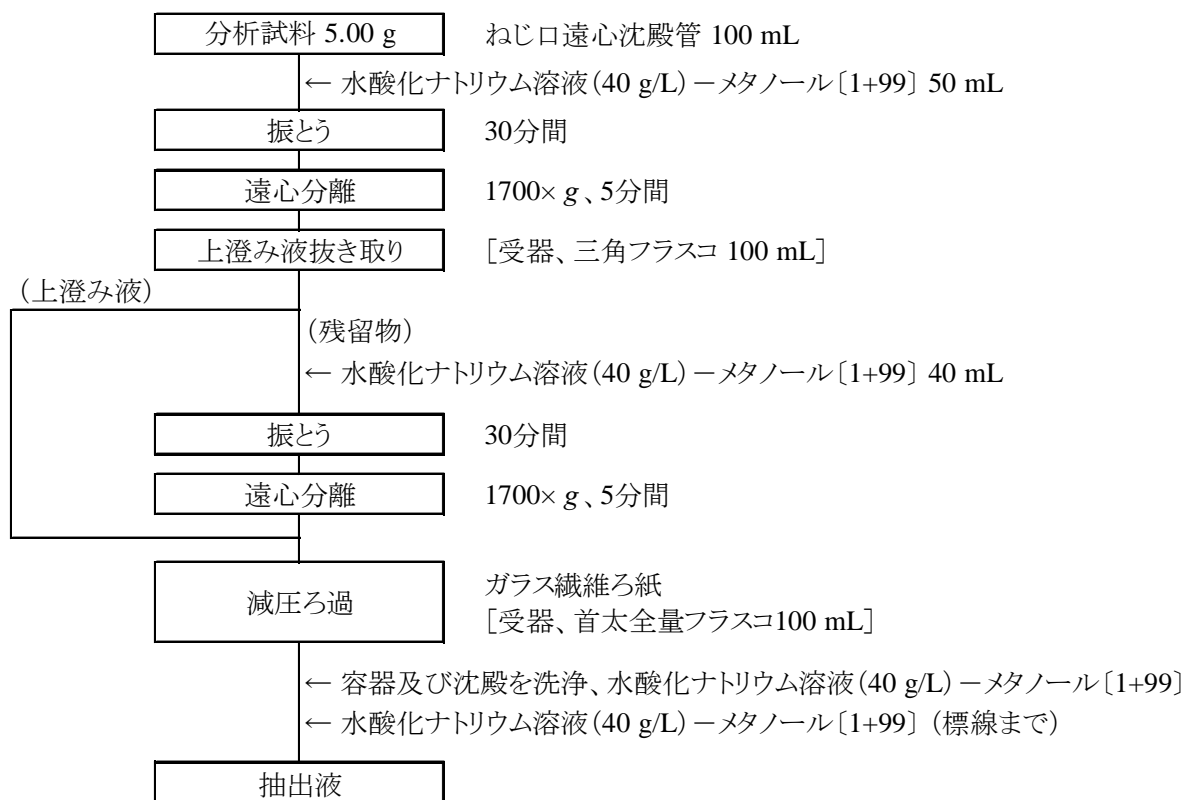 分析試料 5.00 g ねじ口遠心沈殿管 100 mL
← 水酸化ナトリウム溶液(40 g/L)－メタノール〔1+99〕 50 mL
振とう 30分間
遠心分離 1700× g 、5分間
上澄み液抜き取り [受器、三角フラスコ 100 mL]
(上澄み液)
(残留物)
← 水酸化ナトリウム溶液(40 g/L)－メタノール〔1+99〕 40 mL
振とう 30分間
遠心分離 1700× g 、5分間
減圧ろ過 ガラス繊維ろ紙
[受器、首太全量フラスコ100 mL]
← 容器及び沈殿を洗浄、水酸化ナトリウム溶液(40 g/L)－メタノール〔1+99〕
← 水酸化ナトリウム溶液(40 g/L)－メタノール〔1+99〕 (標線まで)
抽出液